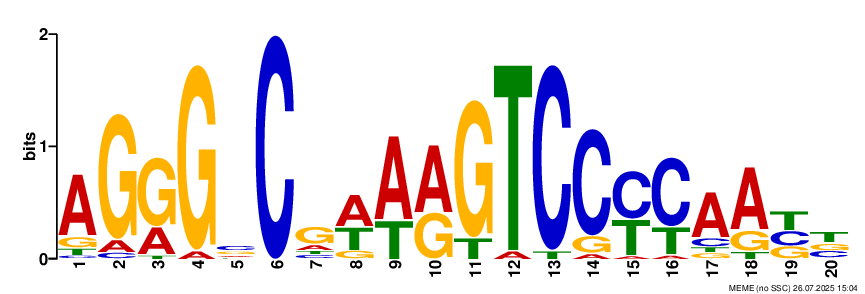 2
bits
1
0
A G G G C C G A A A G T C C C C A A T T
G A A A G A T T G T A T G T T C G C G
T C T C G A A A T T G C
C G
1 2 3 4 5 6 7 8 9 10 11 12 13 14 15 16 17 18 19 20
MEME (no SSC) 26.07.2025 15:04